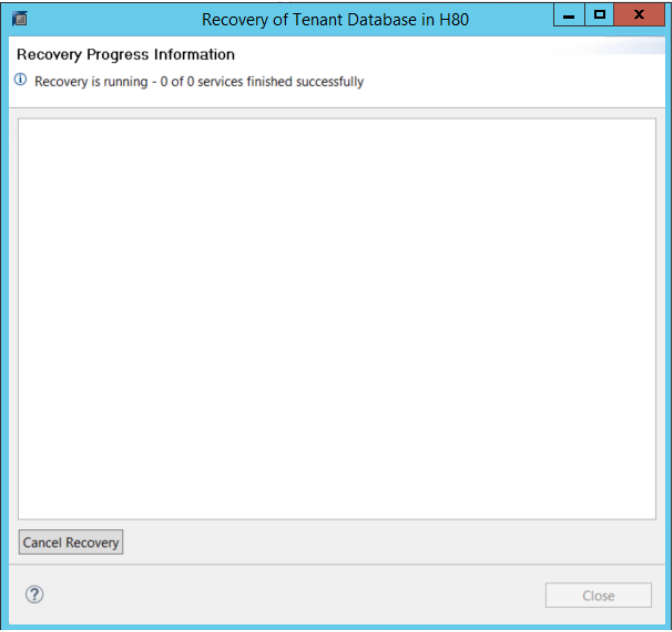 Recovery of Tenant Database in H80
Recovery Progress Information
Recovery is running - 0 of 0 services finished successfully
Cancel Recovery
Close